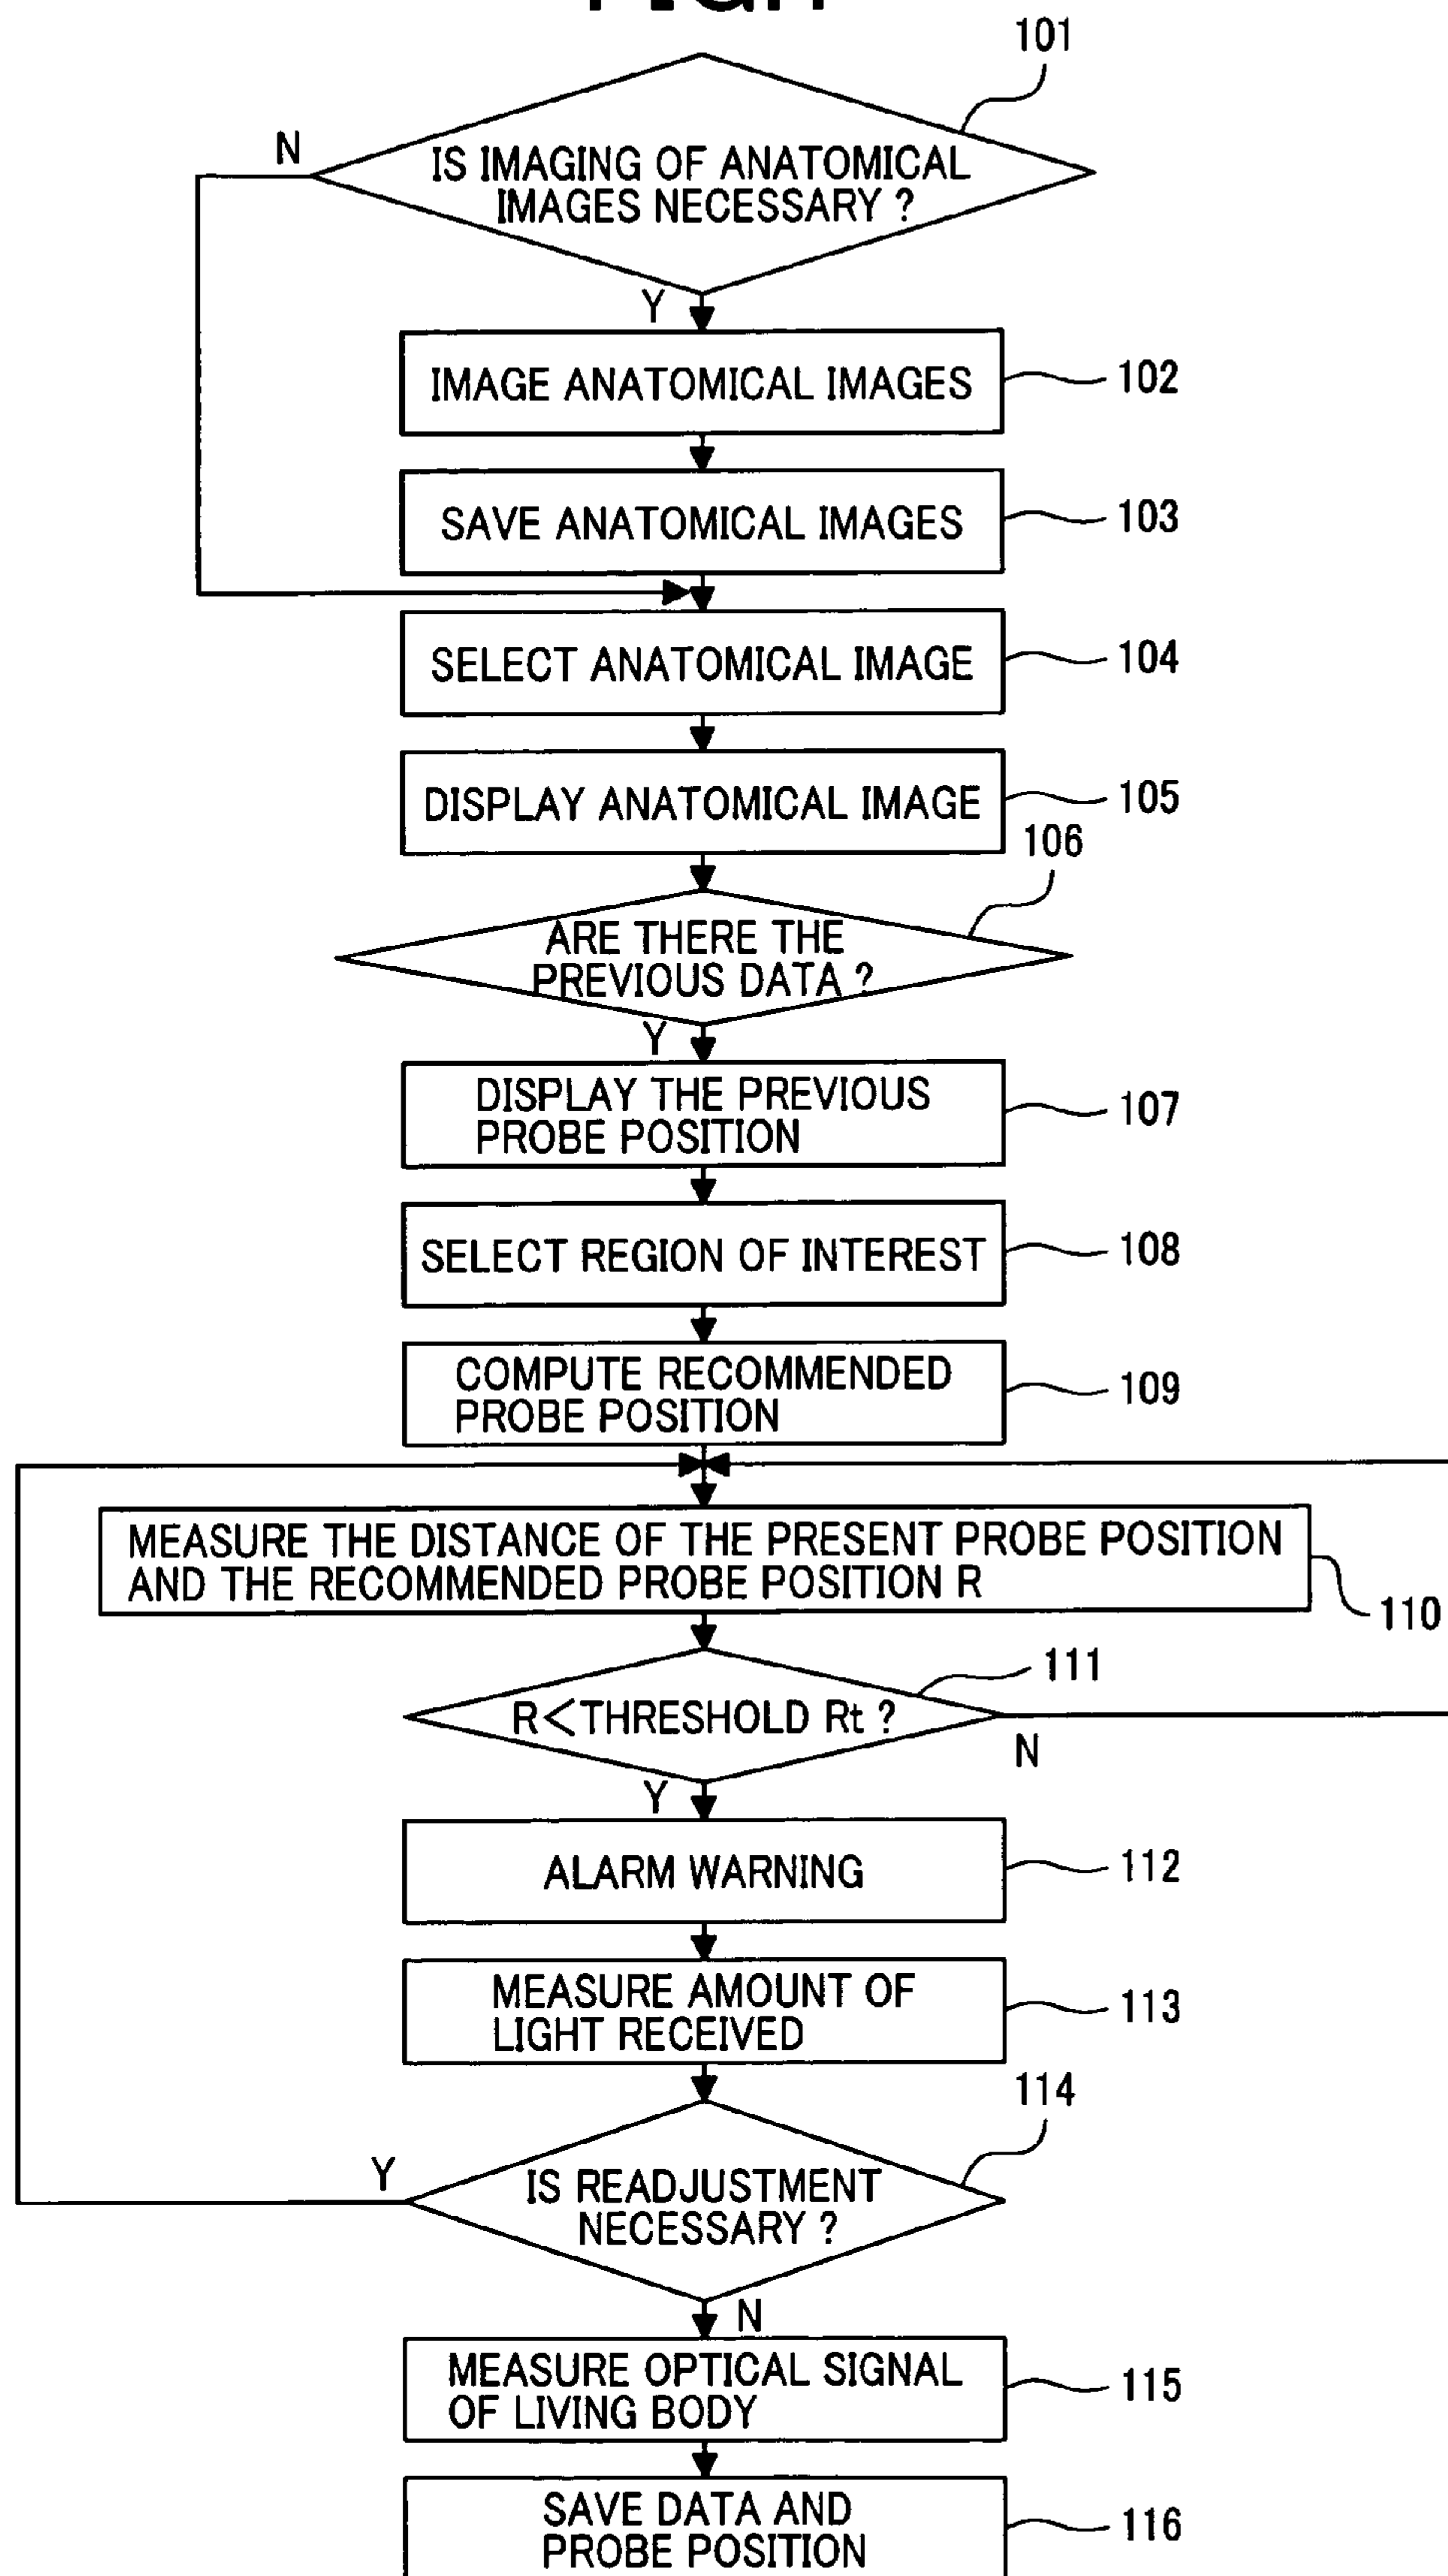 101
N
IS IMAGING OF ANATOMICAL
IMAGES NECESSARY ?
Y
IMAGE ANATOMICAL IMAGES
102
SAVE ANATOMICAL IMAGES
103
SELECT ANATOMICAL IMAGE
104
DISPLAY ANATOMICAL IMAGE
105
106
ARE THERE THE
PREVIOUS DATA ?
Y
DISPLAY THE PREVIOUS
PROBE POSITION
107
SELECT REGION OF INTEREST
108
COMPUTE RECOMMENDED
PROBE POSITION
109
MEASURE THE DISTANCE OF THE PRESENT PROBE POSITION
AND THE RECOMMENDED PROBE POSITION R
110
111
R<THRESHOLD Rt ?
N
Y
ALARM WARNING
112
MEASURE AMOUNT OF
LIGHT RECEIVED
113
114
Y
IS READJUSTMENT
NECESSARY ?
N
MEASURE OPTICAL SIGNAL
OF LIVING BODY
115
SAVE DATA AND
PROBE POSITION
116